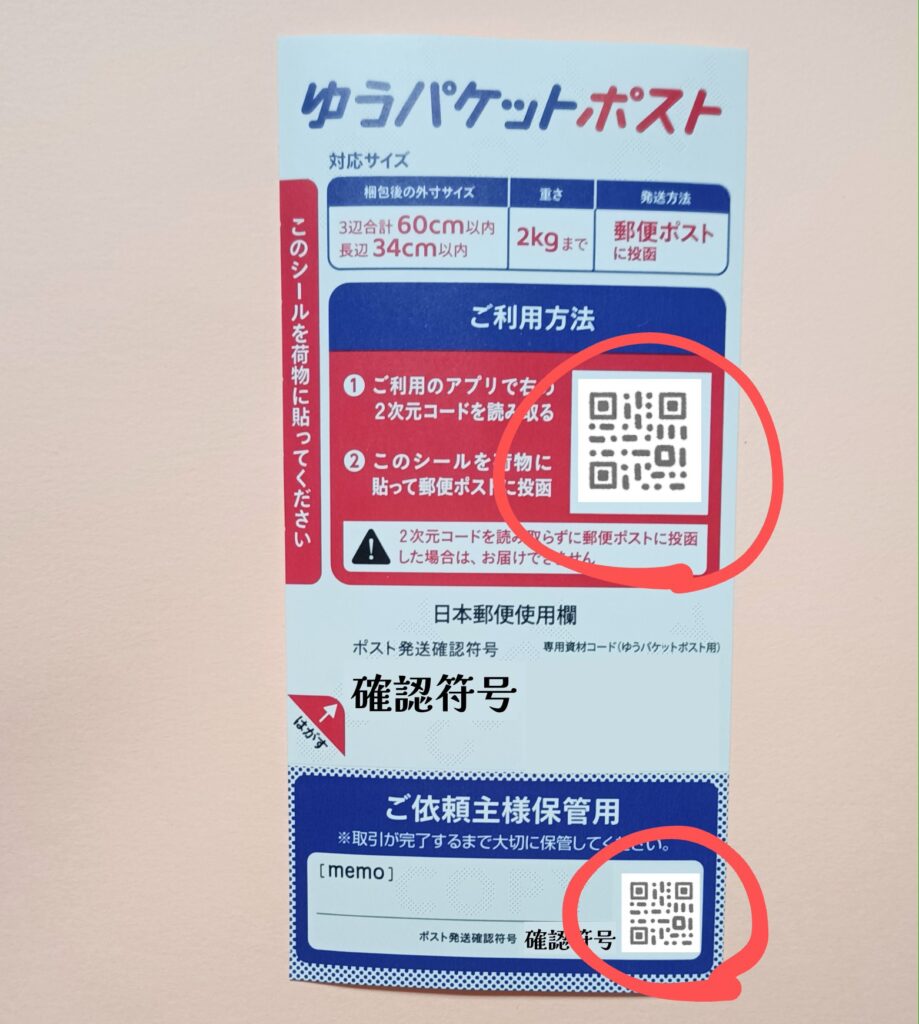 ゆうパケットポスト
対応サイズ
梱包後の外寸サイズ
重さ
発送方法
3辺合計 60cm以内
長辺 34cm以内
2kgまで
郵便ポスト
に投函
このシールを荷物に貼ってください
ご利用方法
① ご利用のアプリで右の
2次元コードを読み取る
② このシールを荷物に
貼って郵便ポストに投函
2次元コードを読み取らずに郵便ポストに投函
した場合は、お届けできません
日本郵便使用欄
ポスト発送確認符号
専用資材コード(ゆうパケットポスト用)
確認符号
はがす
ご依頼主様保管用
※取引が完了するまで大切に保管してください。
[memo]
ポスト発送確認符号 確認符号